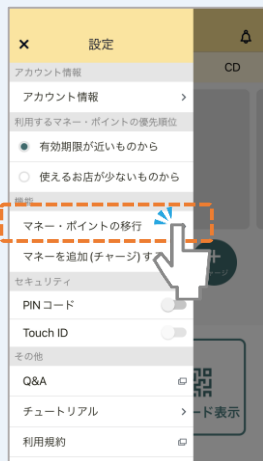 × 設定
CD
アカウント情報
アカウント情報 >
利用するマネー・ポイントの優先順位
有効期限が近いものから
使えるお店が少ないものから
機能
マネー・ポイントの移行
マネーを追加(チャージ)す
セキュリティ
PINコード
Touch ID
その他
Q&A
チュートリアル >
ード表示
利用規約